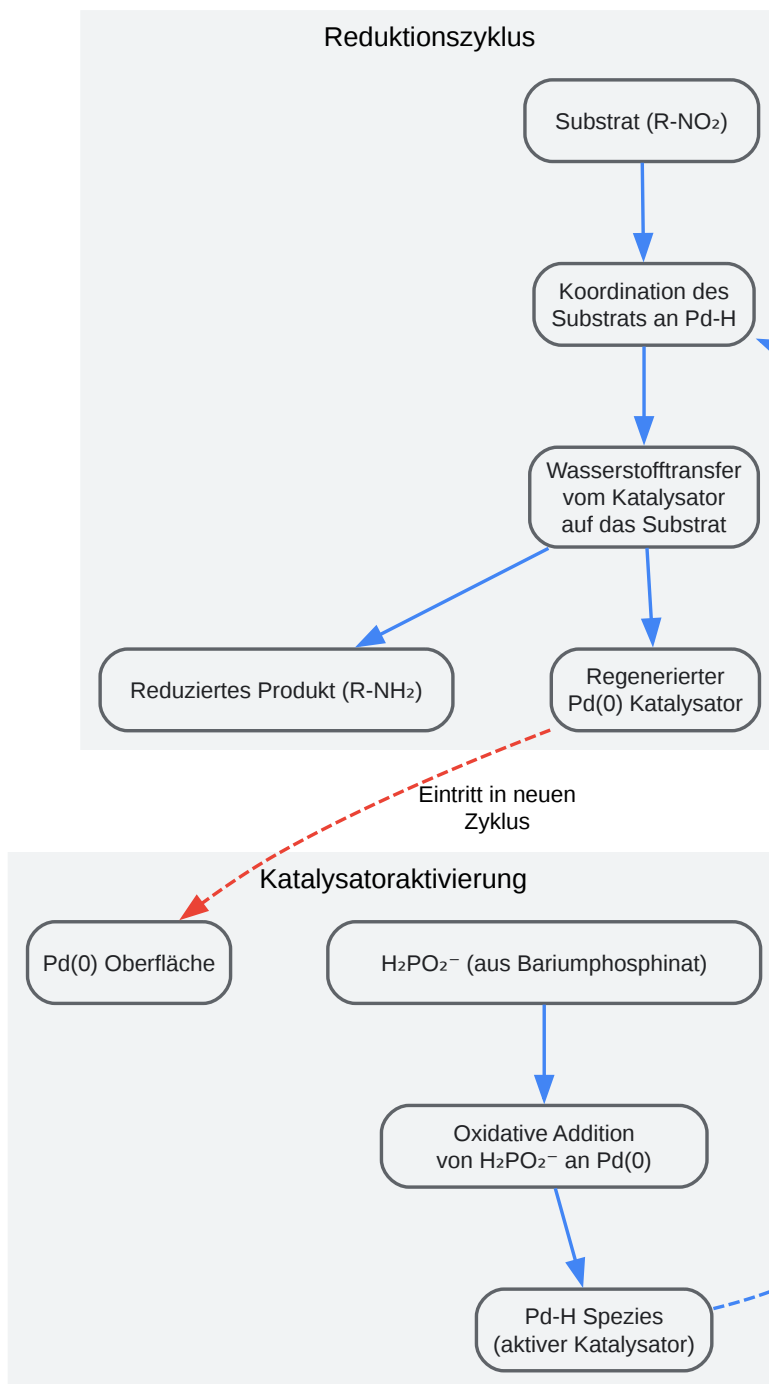 Reduktionszyklus
Substrat (R-NO₂)
Koordination des
Substrats an Pd-H
Wasserstofftransfer
vom Katalysator
auf das Substrat
Reduziertes Produkt (R-NH₂)
Regenerierter
Pd(0) Katalysator
Eintritt in neuen
Zyklus
Katalysatoraktivierung
Pd(0) Oberfläche
H₂PO₂⁻ (aus Bariumphosphinat)
Oxidative Addition
von H₂PO₂⁻ an Pd(0)
Pd-H Spezies
(aktiver Katalysator)